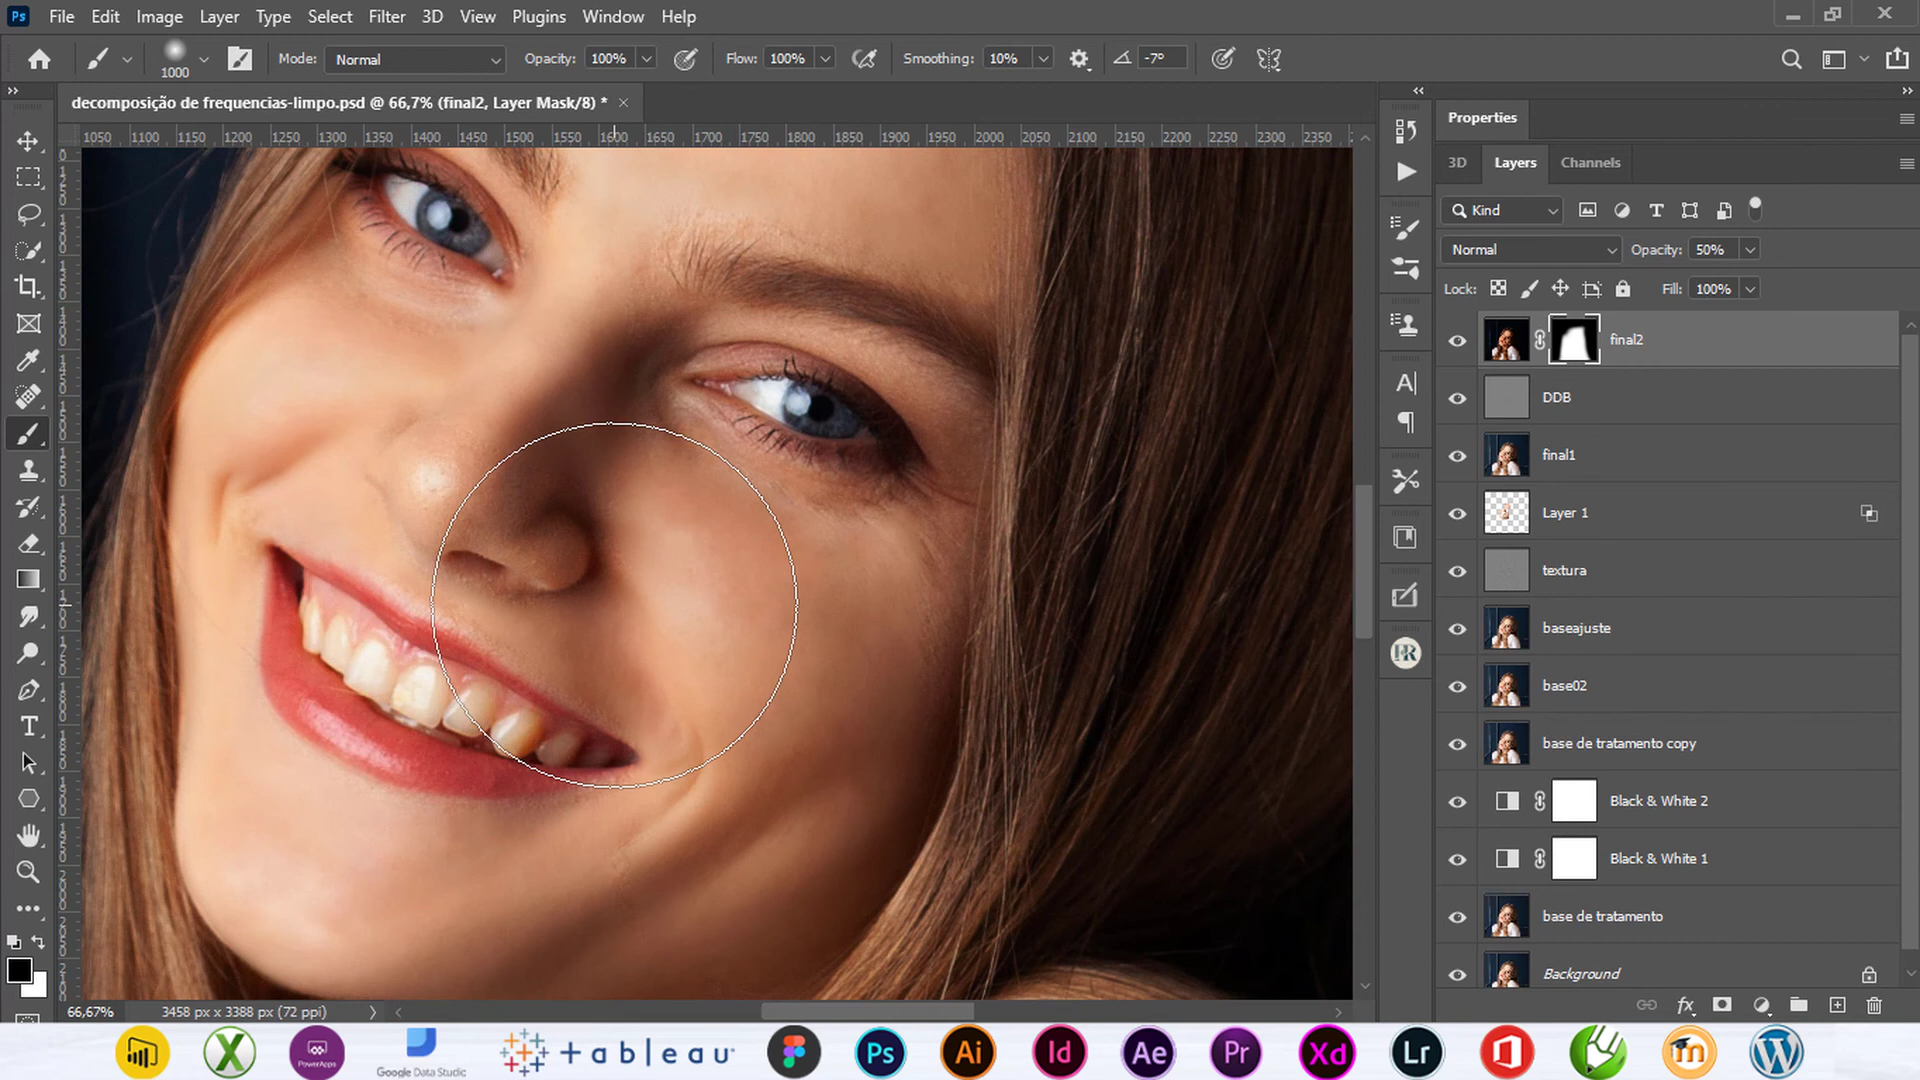 Ps File Edit Image Layer Type Select Filter 3D View Plugins Window Help
1000 Mode: Normal Opacity: 100% Flow: 100% Smoothing: 10% -7°
decomposição de frequencias-limpo.psd @ 66,7% (final2, Layer Mask/8) *
1050 1100 1150 1200 1250 1300 1350 1400 1450 1500 1550 1600 1650 1700 1750 1800 1850 1900 1950 2000 2050 2100 2150 2200 2250 2300 2350
Properties
3D Layers Channels
Kind
Normal Opacity: 50%
Lock: Fill: 100%
final2
DDB
final1
Layer 1
textura
baseajuste
base02
base de tratamento copy
Black & White 2
Black & White 1
base de tratamento
Background
66,67% 3458 px x 3388 px (72 ppi)
PowerApps
Google Data Studio
+ a b l e a u
Ps Ai Id Ae Pr Xd Lr